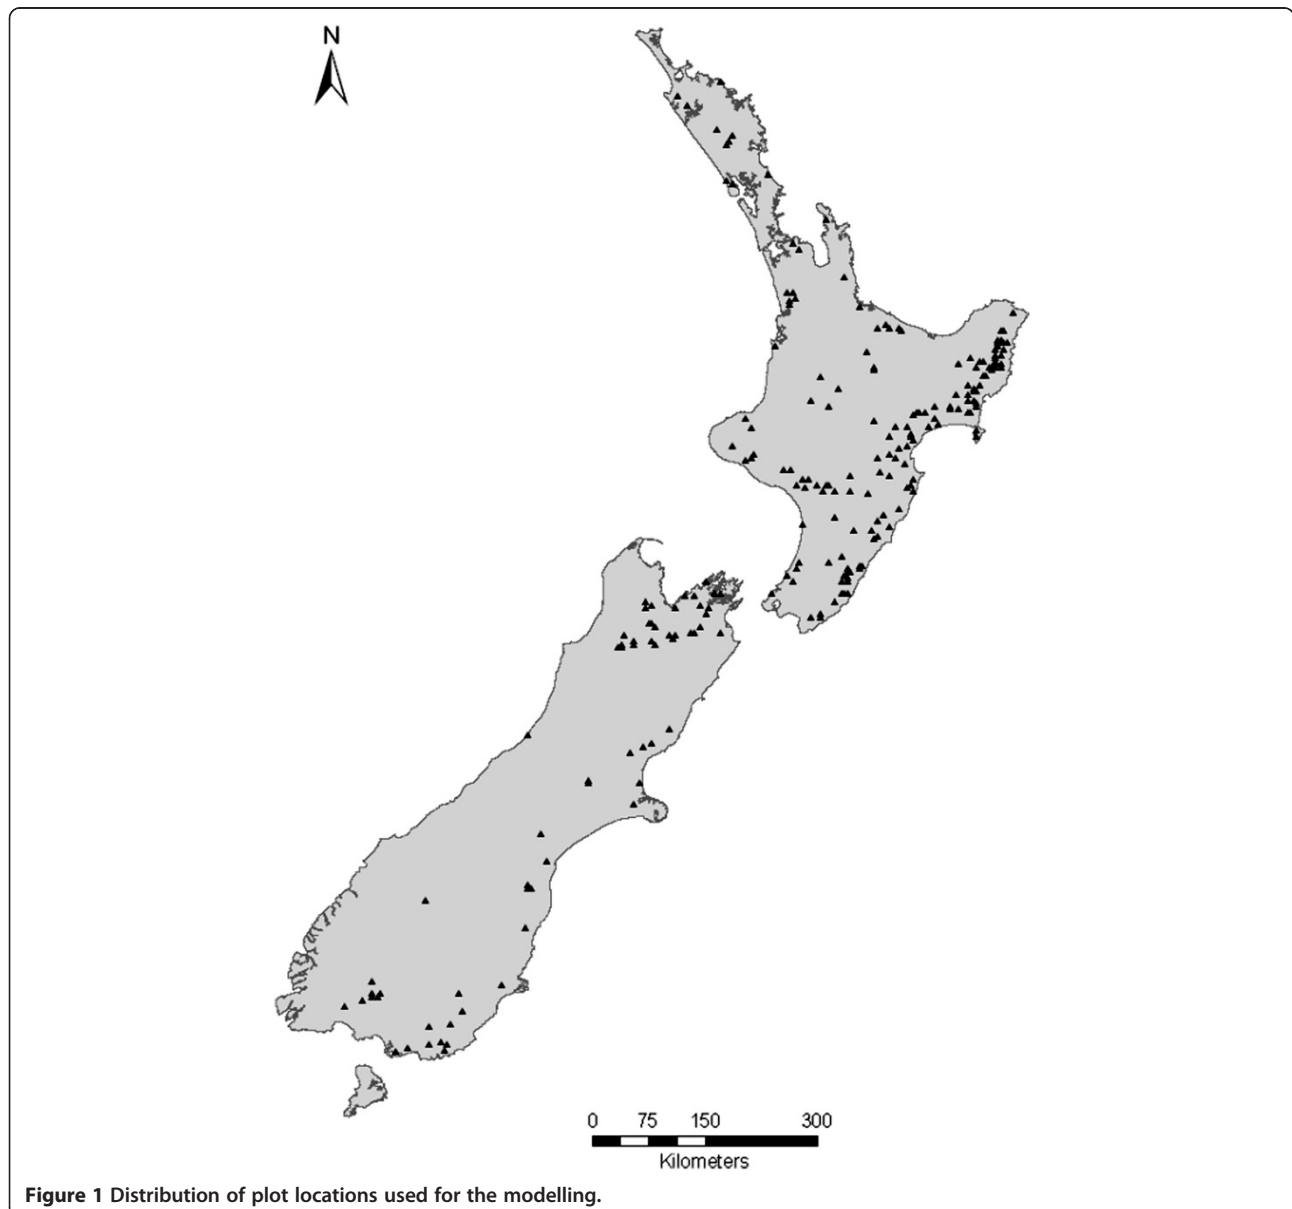 N
0 75 150 300
Kilometers
Figure 1 Distribution of plot locations used for the modelling.